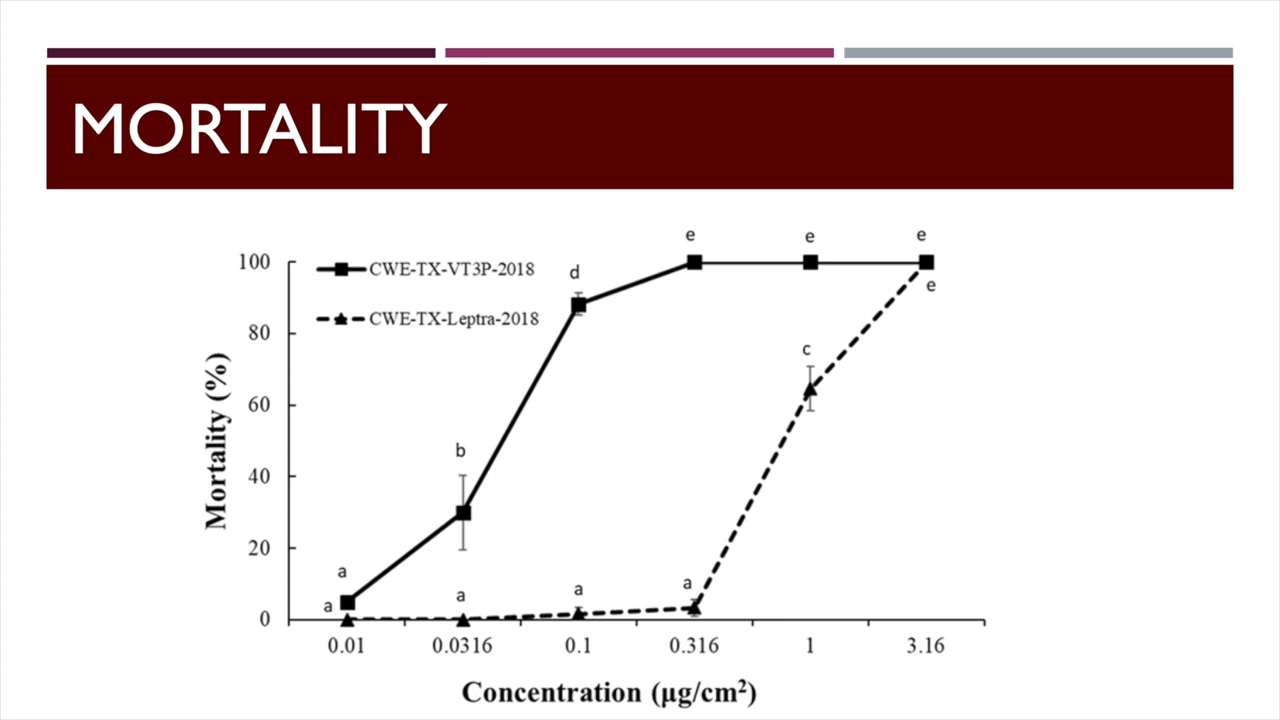 MORTALITY
e e e
100
CWE-TX-VT3P-2018
d
e
CWE-TX-Leptra-2018
80
c
60
Mortality (%)
b
40
20
a
a
a
a
a
a
0
0.01 0.0316 0.1 0.316 1 3.16
Concentration (µg/cm²)